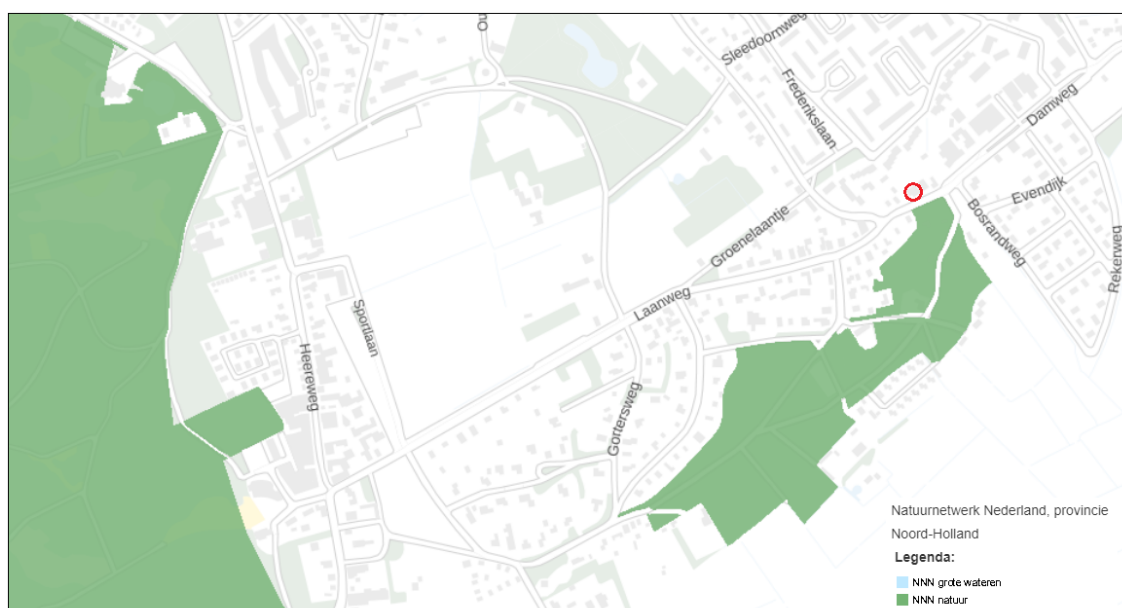 Oud
Sleedoornweg
Frederikslaan
Damweg
Evendijk
Bosrandweg
Rekerweg
Groenelaantje
Laanweg
Sportlaan
Heereweg
Gortersweg
Natuurnetwerk Nederland, provincie
Noord-Holland
Legenda:
NNN grote wateren
NNN natuur